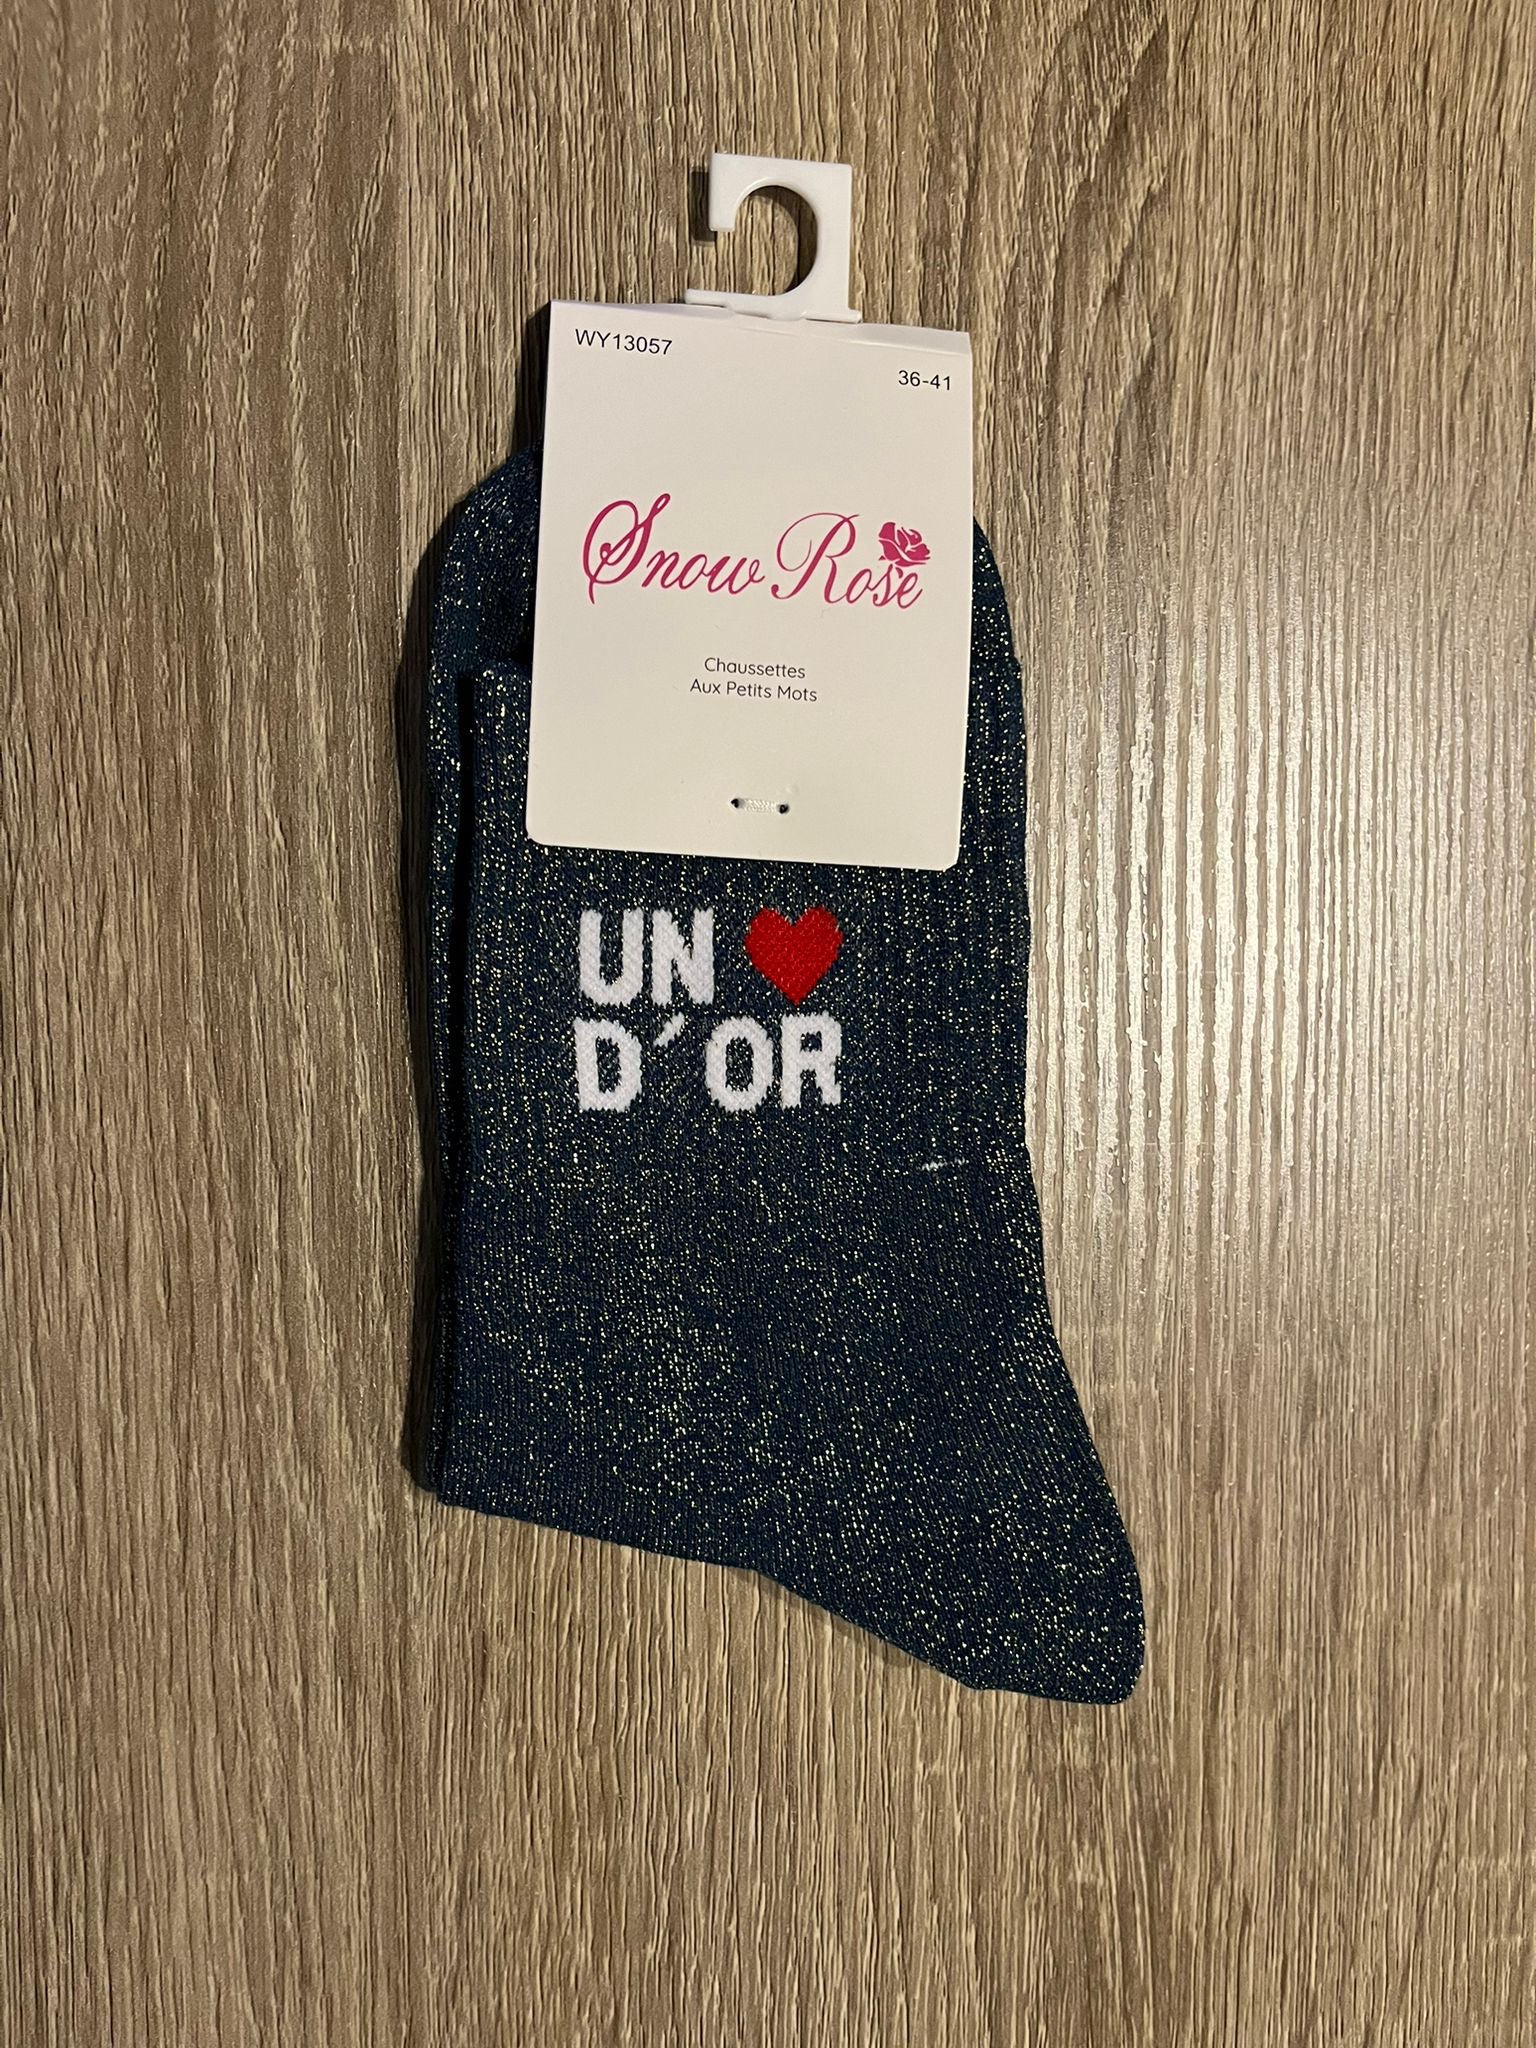 WY13057
36-41
Snow Rose
Chaussettes
Aux Petits Mots
UN ❤
D'OR